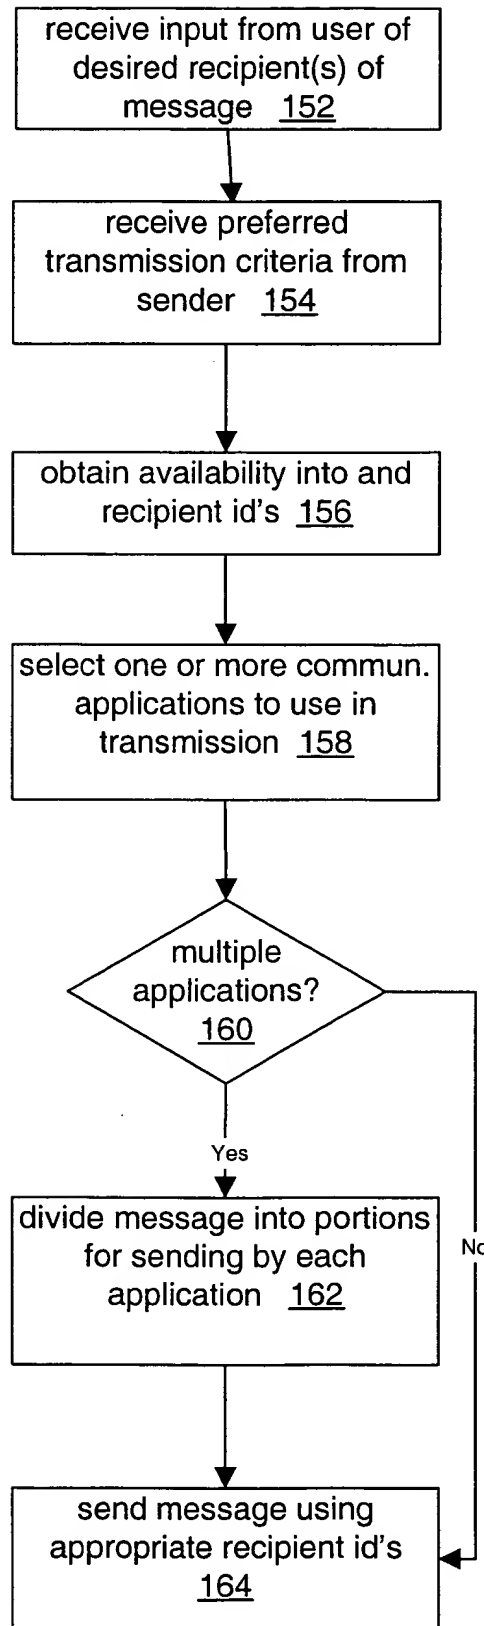 receive input from user of
desired recipient(s) of
message 152
receive preferred
transmission criteria from
sender 154
obtain availability into and
recipient id's 156
select one or more commun.
applications to use in
transmission 158
multiple
applications?
160
Yes
divide message into portions
for sending by each
application 162
No
send message using
appropriate recipient id's
164